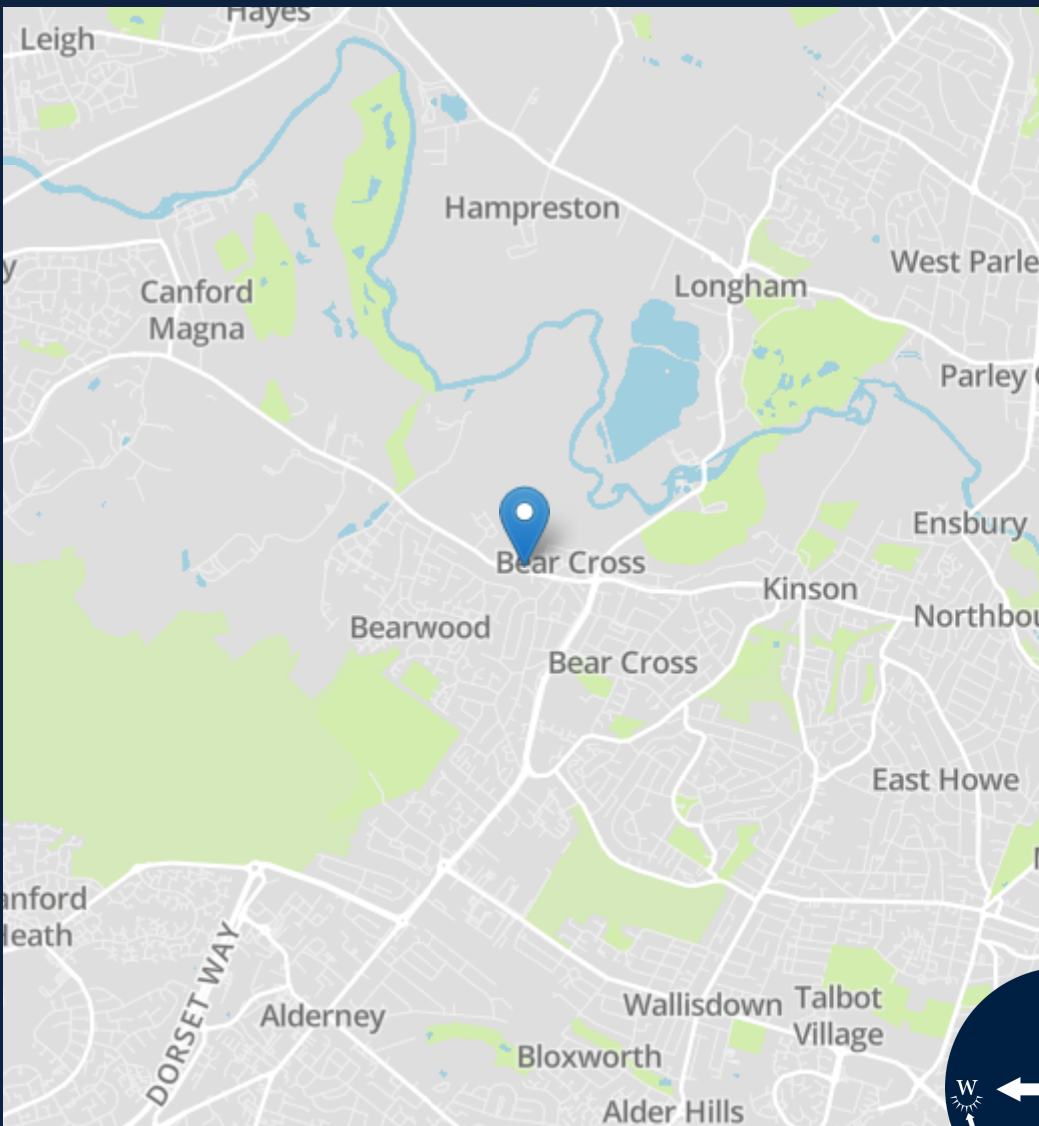 Hayes
Leigh
Hampreston
West Parle
Longham
Canford
Magna
y
Parley
Ensbury
Bear Cross
Kinson
Northbou
Bearwood
Bear Cross
East Howe
anford
Heath
DORSET WAY
Wallisdown
Talbot
Village
Alderney
Bloxworth
Alder Hills
W